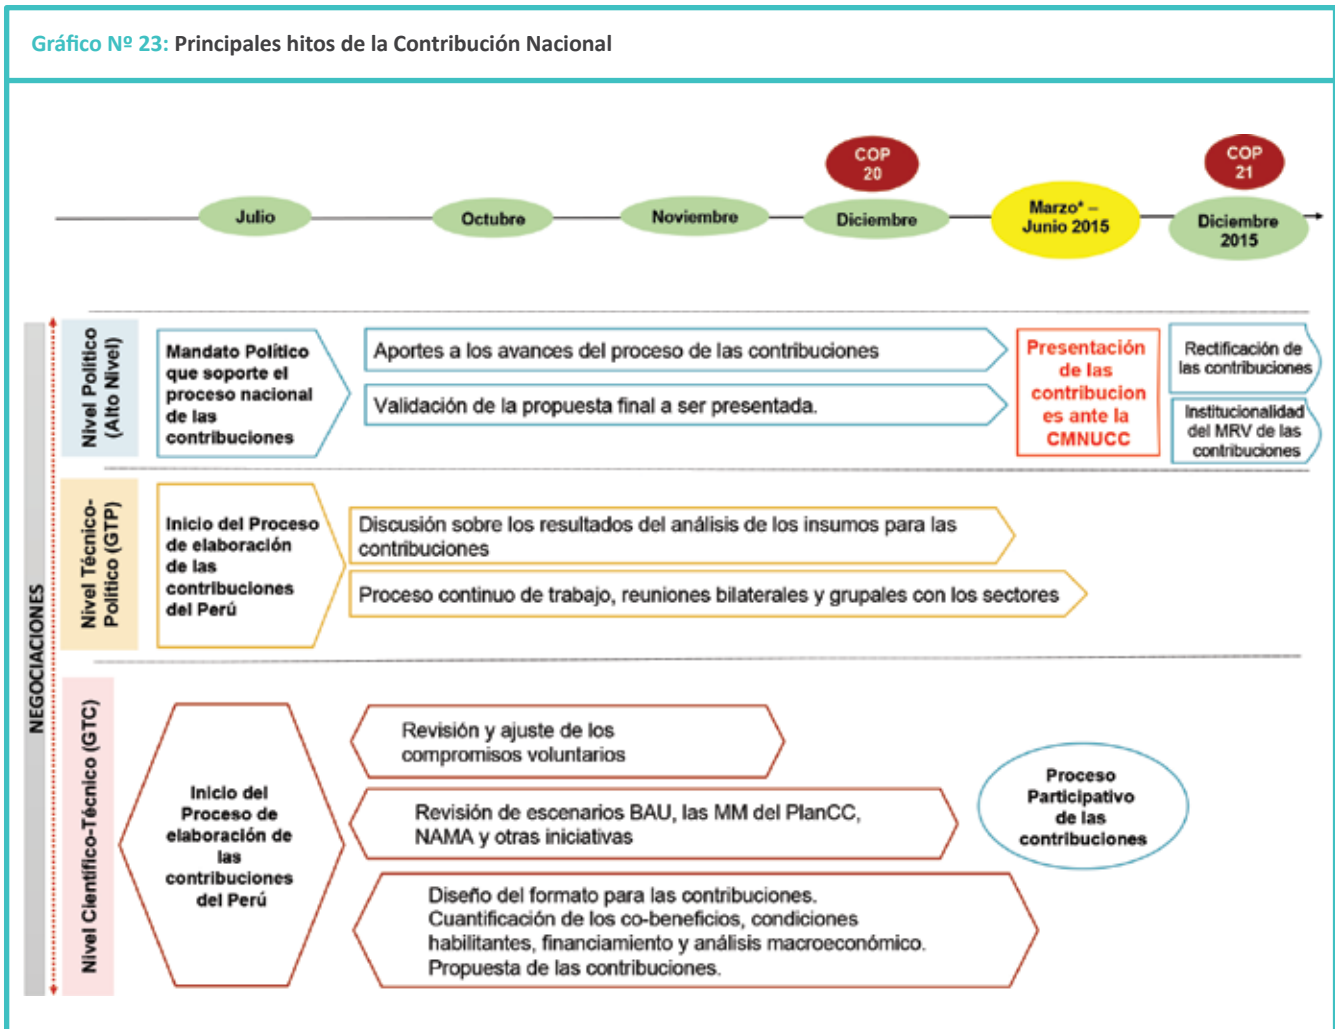 Gráfico Nº 23: Principales hitos de la Contribución Nacional
COP
20
COP
21
Julio
Octubre
Noviembre
Diciembre
Marzo* –
Junio 2015
Diciembre
2015
NEGOCIACIONES
Nivel Político
(Alto Nivel)
Mandato Político
que soporte el
proceso nacional
de las
contribuciones
Aportes a los avances del proceso de las contribuciones
Validación de la propuesta final a ser presentada.
Presentación
de las
contribucion
es ante la
CMNUCC
Rectificación de
las contribuciones
Institucionalidad
del MRV de las
contribuciones
Nivel Técnico-
Político (GTP)
Inicio del Proceso
de elaboración
de las
contribuciones
del Perú
Discusión sobre los resultados del análisis de los insumos para las
contribuciones
Proceso continuo de trabajo, reuniones bilaterales y grupales con los sectores
Nivel Científico-Técnico (GTC)
Inicio del
Proceso de
elaboración de
las
contribuciones
del Perú
Revisión y ajuste de los
compromisos voluntarios
Revisión de escenarios BAU, las MM del PlanCC,
NAMA y otras iniciativas
Diseño del formato para las contribuciones.
Cuantificación de los co-beneficios, condiciones
habilitantes, financiamiento y análisis macroeconómico.
Propuesta de las contribuciones.
Proceso
Participativo
de las
contribuciones